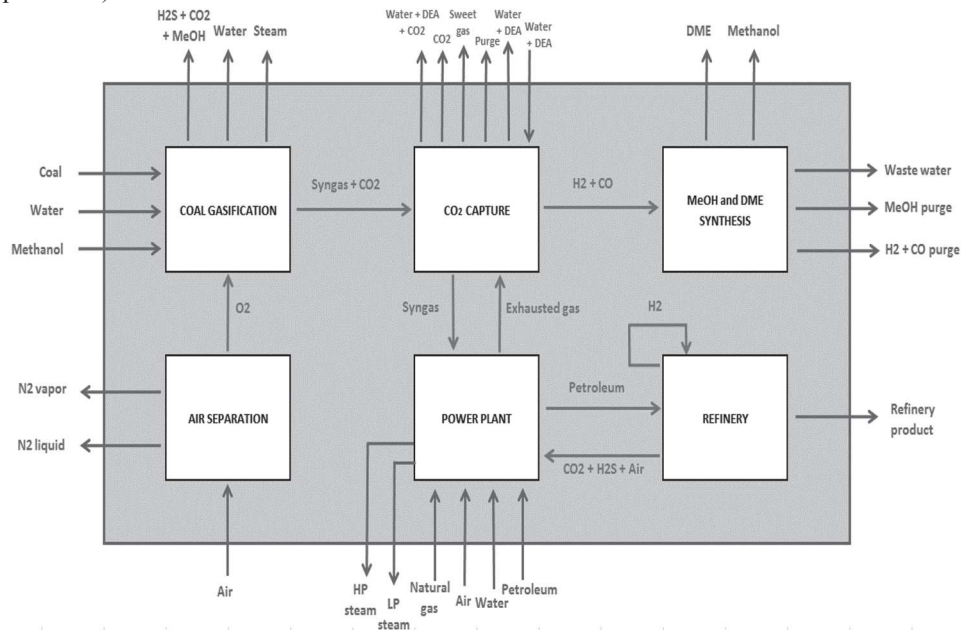 H2S + CO2
+ MeOH
Water
Steam
Water + DEA
+ CO2
CO2
Sweet
gas
Purge
Water
+ DEA
Water
+ DEA
DME
Methanol
Coal
Water
Methanol
COAL GASIFICATION
Syngas + CO2
CO2 CAPTURE
H2 + CO
MeOH and DME
SYNTHESIS
Waste water
MeOH purge
H2 + CO purge
O2
Syngas
Exhausted gas
H2
N2 vapor
N2 liquid
AIR SEPARATION
POWER PLANT
Petroleum
CO2 + H2S + Air
REFINERY
Refinery
product
Air
HP
steam
LP
steam
Natural
gas
Air
Water
Petroleum